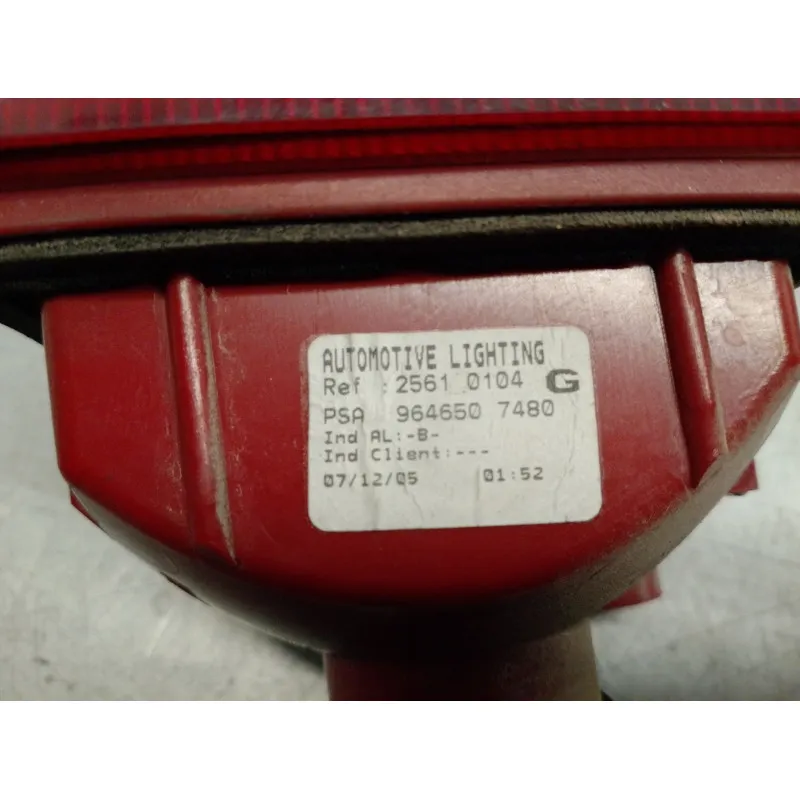 AUTOMOTIVE LIGHTING
Ref : 2561 0104 G
PSA 964650 7480
Ind AL:-B-
Ind Client:---
07/12/05 01:52